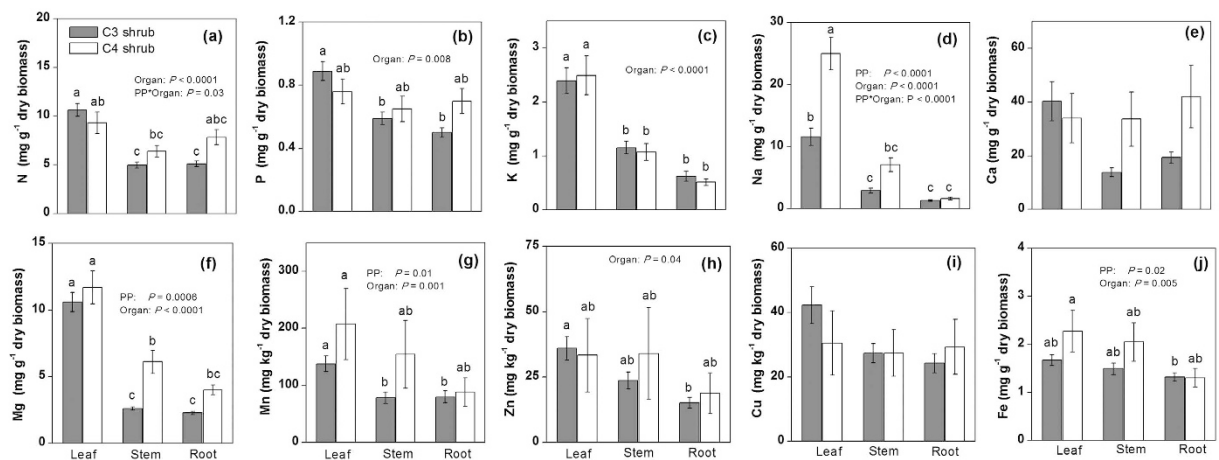 C3 shrub
C4 shrub
(a)
Organ: P < 0.0001
PP*Organ: P = 0.03
a
ab
c
bc
c
abc
10
15
20
5
0
N (mg g⁻¹ dry biomass)
(b)
Organ: P = 0.008
a
ab
b
ab
b
ab
1.2
0.8
0.4
0.0
P (mg g⁻¹ dry biomass)
(c)
Organ: P < 0.0001
a
a
b
b
b
b
3
2
1
0
K (mg g⁻¹ dry biomass)
(d)
PP: P < 0.0001
Organ: P < 0.0001
PP*Organ: P < 0.0001
b
a
c
bc
c
c
30
20
10
0
Na (mg g⁻¹ dry biomass)
(e)
60
40
20
0
Ca (mg g⁻¹ dry biomass)
(f)
PP: P = 0.0006
Organ: P < 0.0001
a
a
c
b
c
bc
15
10
5
0
Mg (mg g⁻¹ dry biomass)
Leaf
Stem
Root
(g)
PP: P = 0.01
Organ: P = 0.001
a
a
b
ab
b
ab
300
200
100
0
Mn (mg kg⁻¹ dry biomass)
Leaf
Stem
Root
(h)
Organ: P = 0.04
a
ab
ab
ab
b
ab
75
50
25
0
Zn (mg kg⁻¹ dry biomass)
Leaf
Stem
Root
(i)
60
40
20
0
Cu (mg kg⁻¹ dry biomass)
Leaf
Stem
Root
(j)
PP: P = 0.02
Organ: P = 0.005
ab
a
ab
ab
b
ab
4
3
2
1
0
Fe (mg g⁻¹ dry biomass)
Leaf
Stem
Root